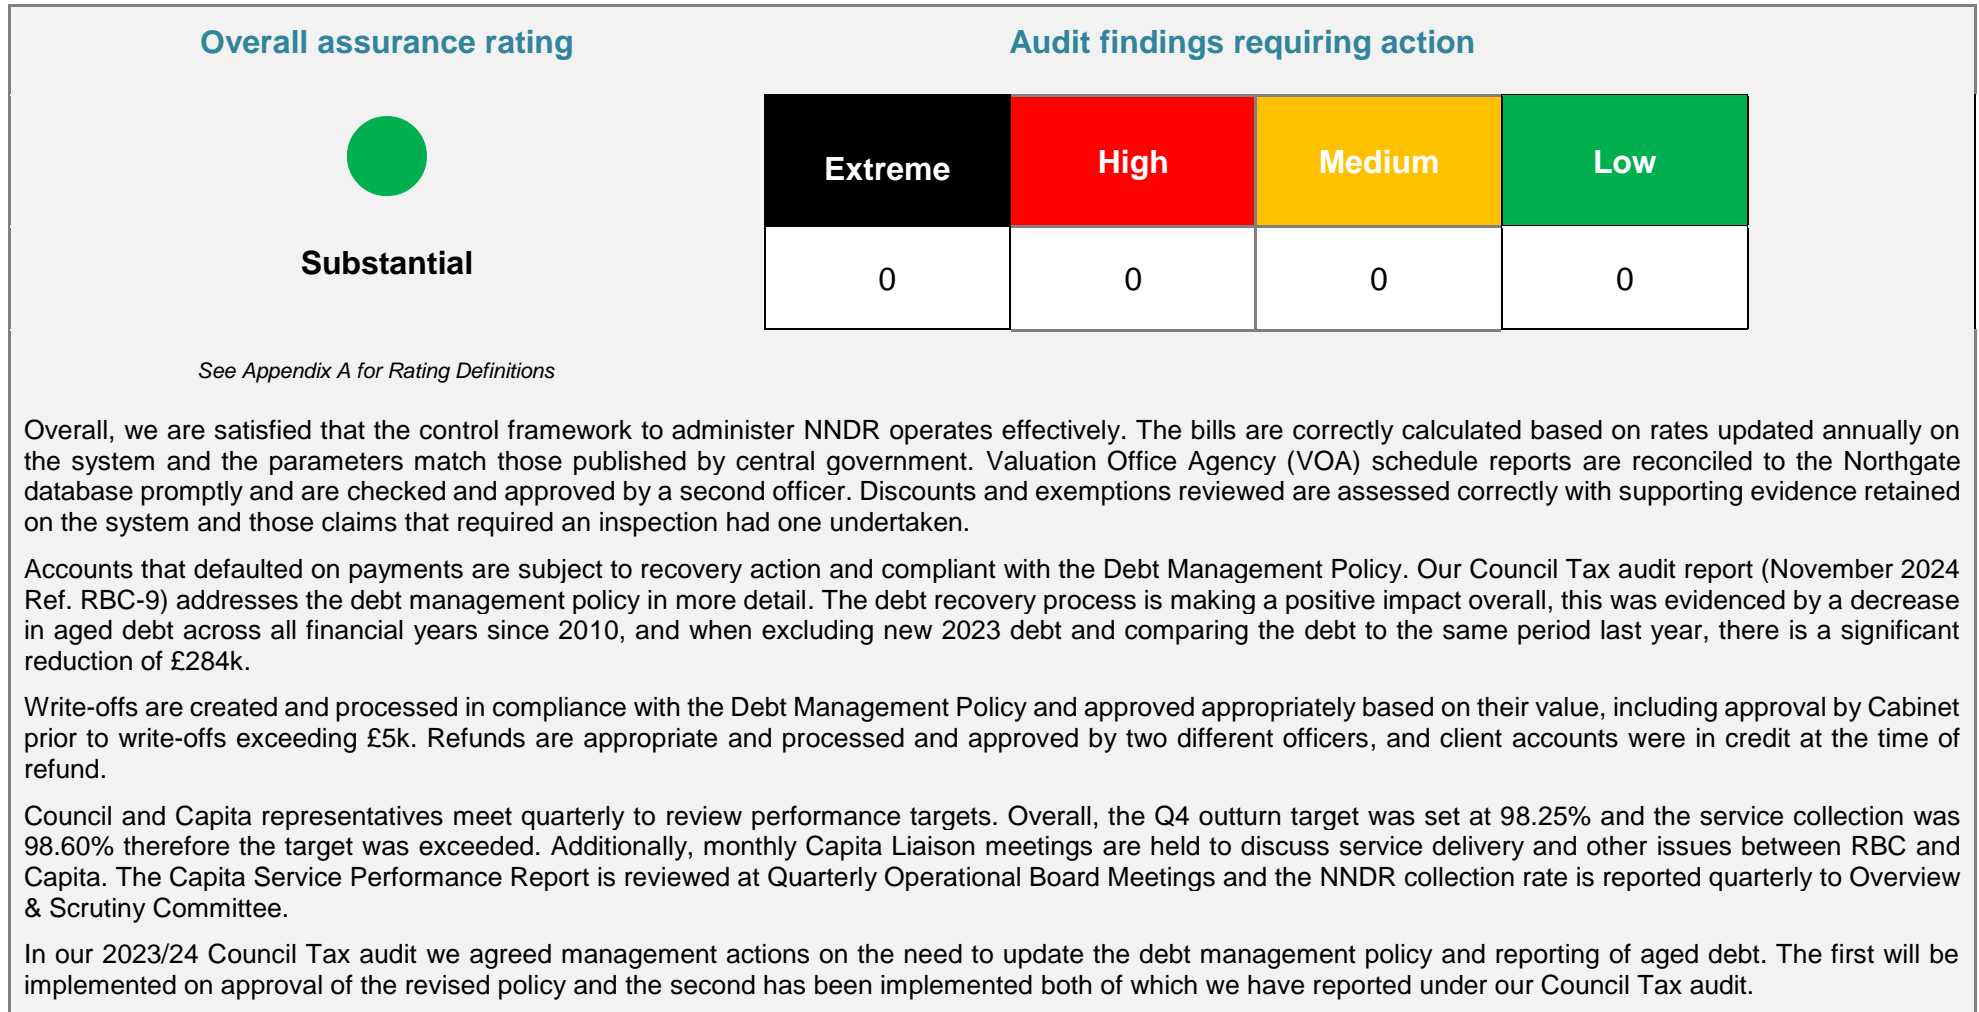 Overall assurance rating
Audit findings requiring action
Extreme
High
Medium
Low
Substantial
0
0
0
0
See Appendix A for Rating Definitions
Overall, we are satisfied that the control framework to administer NNDR operates effectively. The bills are correctly calculated based on rates updated annually on
the system and the parameters match those published by central government. Valuation Office Agency (VOA) schedule reports are reconciled to the Northgate
database promptly and are checked and approved by a second officer. Discounts and exemptions reviewed are assessed correctly with supporting evidence retained
on the system and those claims that required an inspection had one undertaken.
Accounts that defaulted on payments are subject to recovery action and compliant with the Debt Management Policy. Our Council Tax audit report (November 2024
Ref. RBC-9) addresses the debt management policy in more detail. The debt recovery process is making a positive impact overall, this was evidenced by a decrease
in aged debt across all financial years since 2010, and when excluding new 2023 debt and comparing the debt to the same period last year, there is a significant
reduction of £284k.
Write-offs are created and processed in compliance with the Debt Management Policy and approved appropriately based on their value, including approval by Cabinet
prior to write-offs exceeding £5k. Refunds are appropriate and processed and approved by two different officers, and client accounts were in credit at the time of
refund.
Council and Capita representatives meet quarterly to review performance targets. Overall, the Q4 outturn target was set at 98.25% and the service collection was
98.60% therefore the target was exceeded. Additionally, monthly Capita Liaison meetings are held to discuss service delivery and other issues between RBC and
Capita. The Capita Service Performance Report is reviewed at Quarterly Operational Board Meetings and the NNDR collection rate is reported quarterly to Overview
& Scrutiny Committee.
In our 2023/24 Council Tax audit we agreed management actions on the need to update the debt management policy and reporting of aged debt. The first will be
implemented on approval of the revised policy and the second has been implemented both of which we have reported under our Council Tax audit.